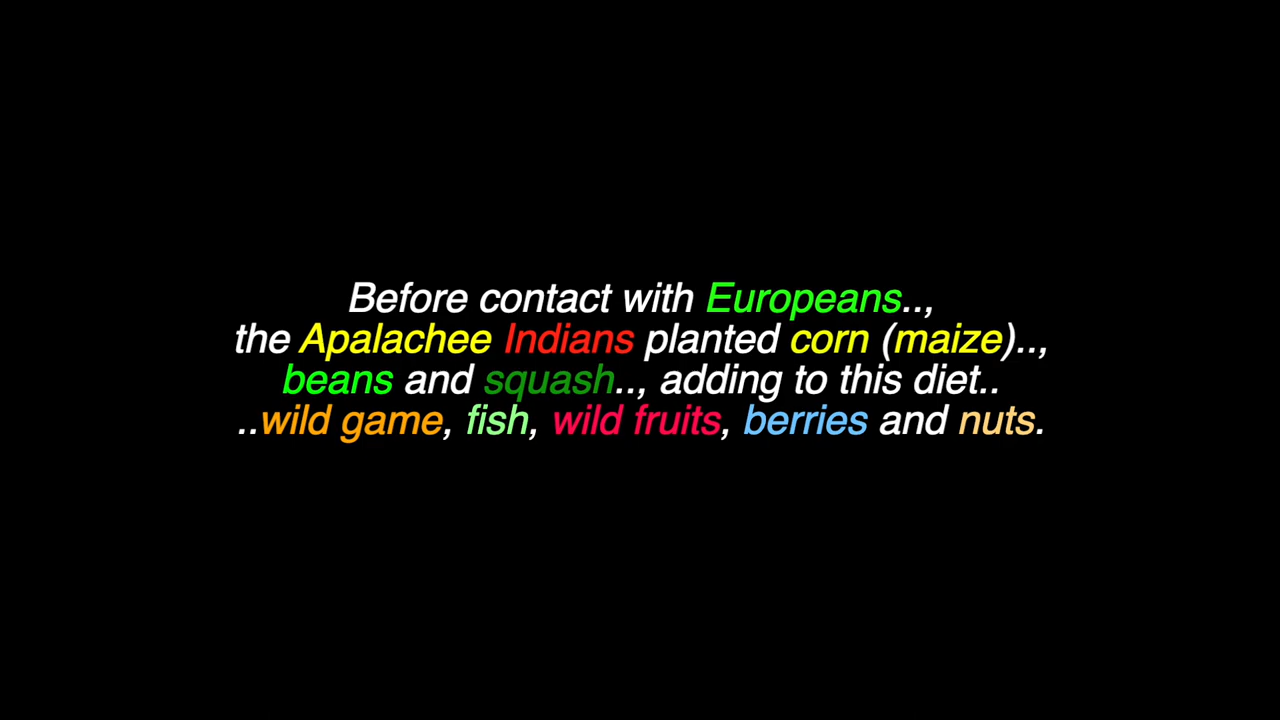 Before contact with Europeans..,
the Apalachee Indians planted corn (maize)..,
beans and squash.., adding to this diet..
..wild game, fish, wild fruits, berries and nuts.